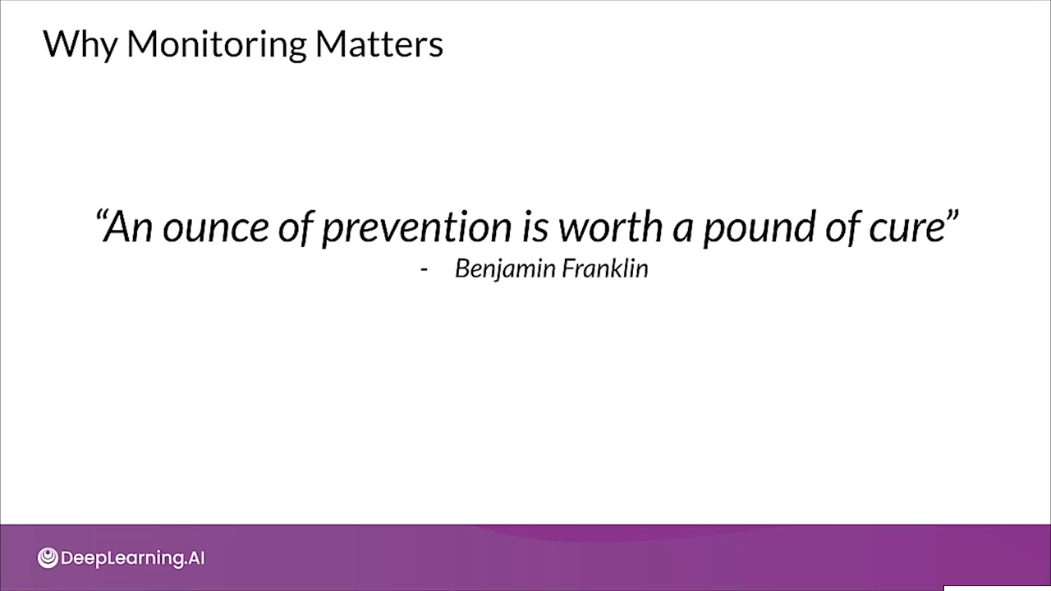 Why Monitoring Matters
“An ounce of prevention is worth a pound of cure”
- Benjamin Franklin
DeepLearning.AI